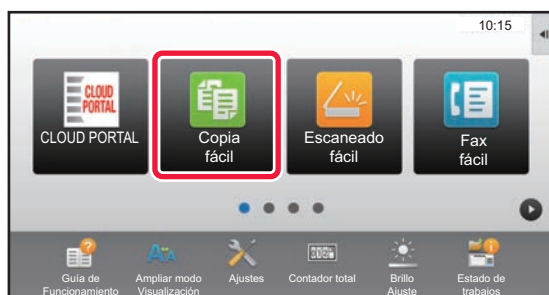 10:15
CLOUD
PORTAL
CLOUD PORTAL
Copia
fácil
Escaneado
fácil
Fax
fácil
Guía de
Funcionamiento
Ampliar modo
Visualización
Ajustes
Contador total
Brillo
Ajuste
Estado de
trabajos